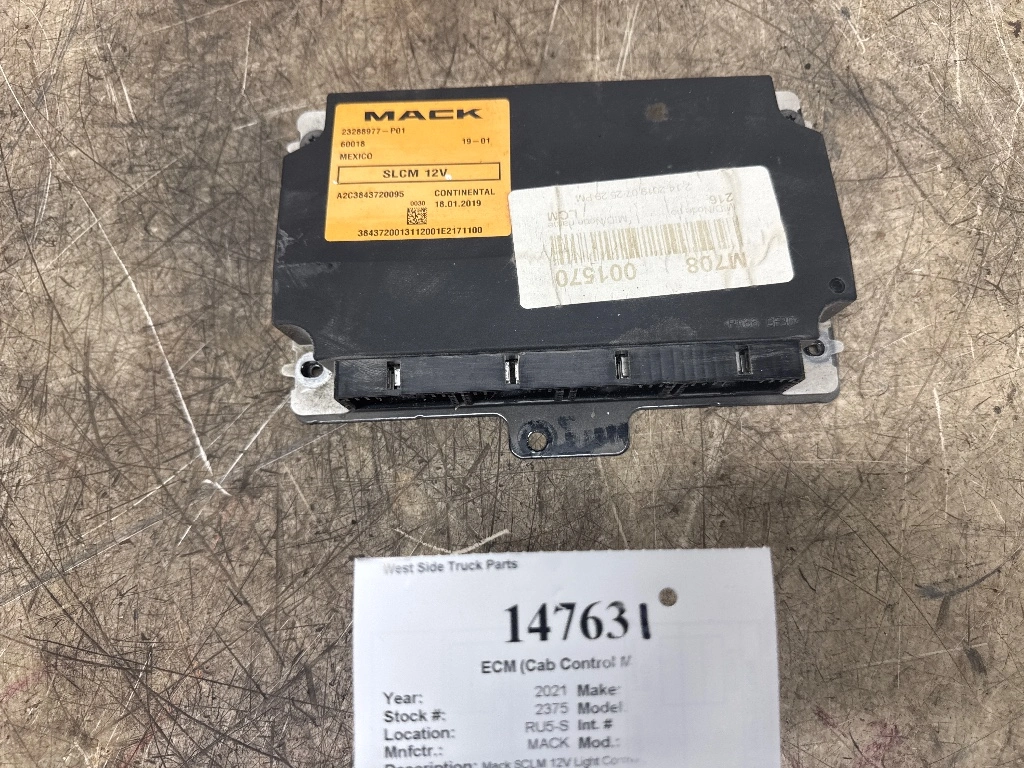 MACK
23288977-P01
60018 19-01
MEXICO
SLCM 12V
A2C3843720095 CONTINENTAL
0030 18.01.2019
3843720013112001E2171100
M708
001570
LCM
216
West Side Truck Parts
147631
ECM (Cab Control
Year: 2021 Make:
Stock #: 2375 Model
Location: RU5-S Int. #
Mnfctr.: MACK Mod.:
Description: Mack SCLM 12V Light